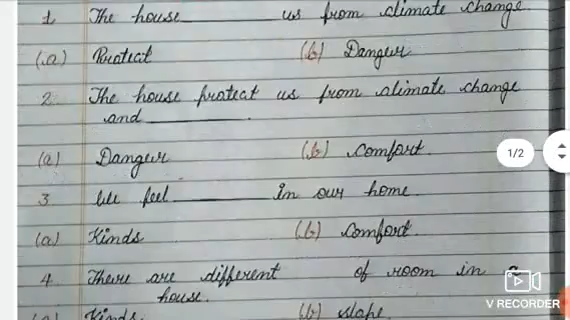 1 The house ________ us from climate change.
(a) Protect (b) Danger
2 The house protect us from climate change
and ________.
(a) Danger (b) comfort.
3 We feel ________ In our home
(a) Kinds (b) comfort.
4. There are different of room in a
house.
(a) Kinds. (b) slape.
1/2
V RECORDER